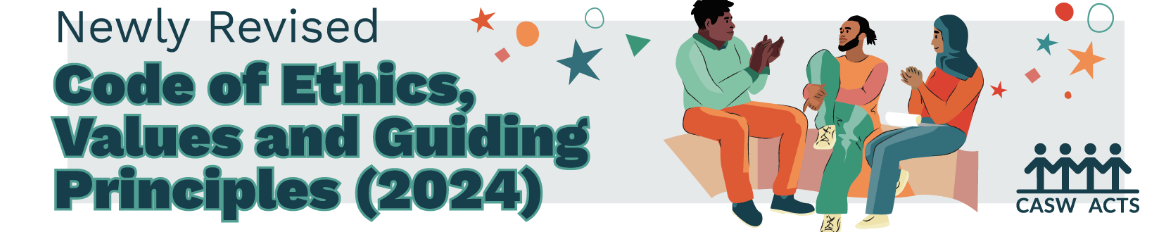 Newly Revised
Code of Ethics,
Values and Guiding
Principles (2024)
CASW ACTS